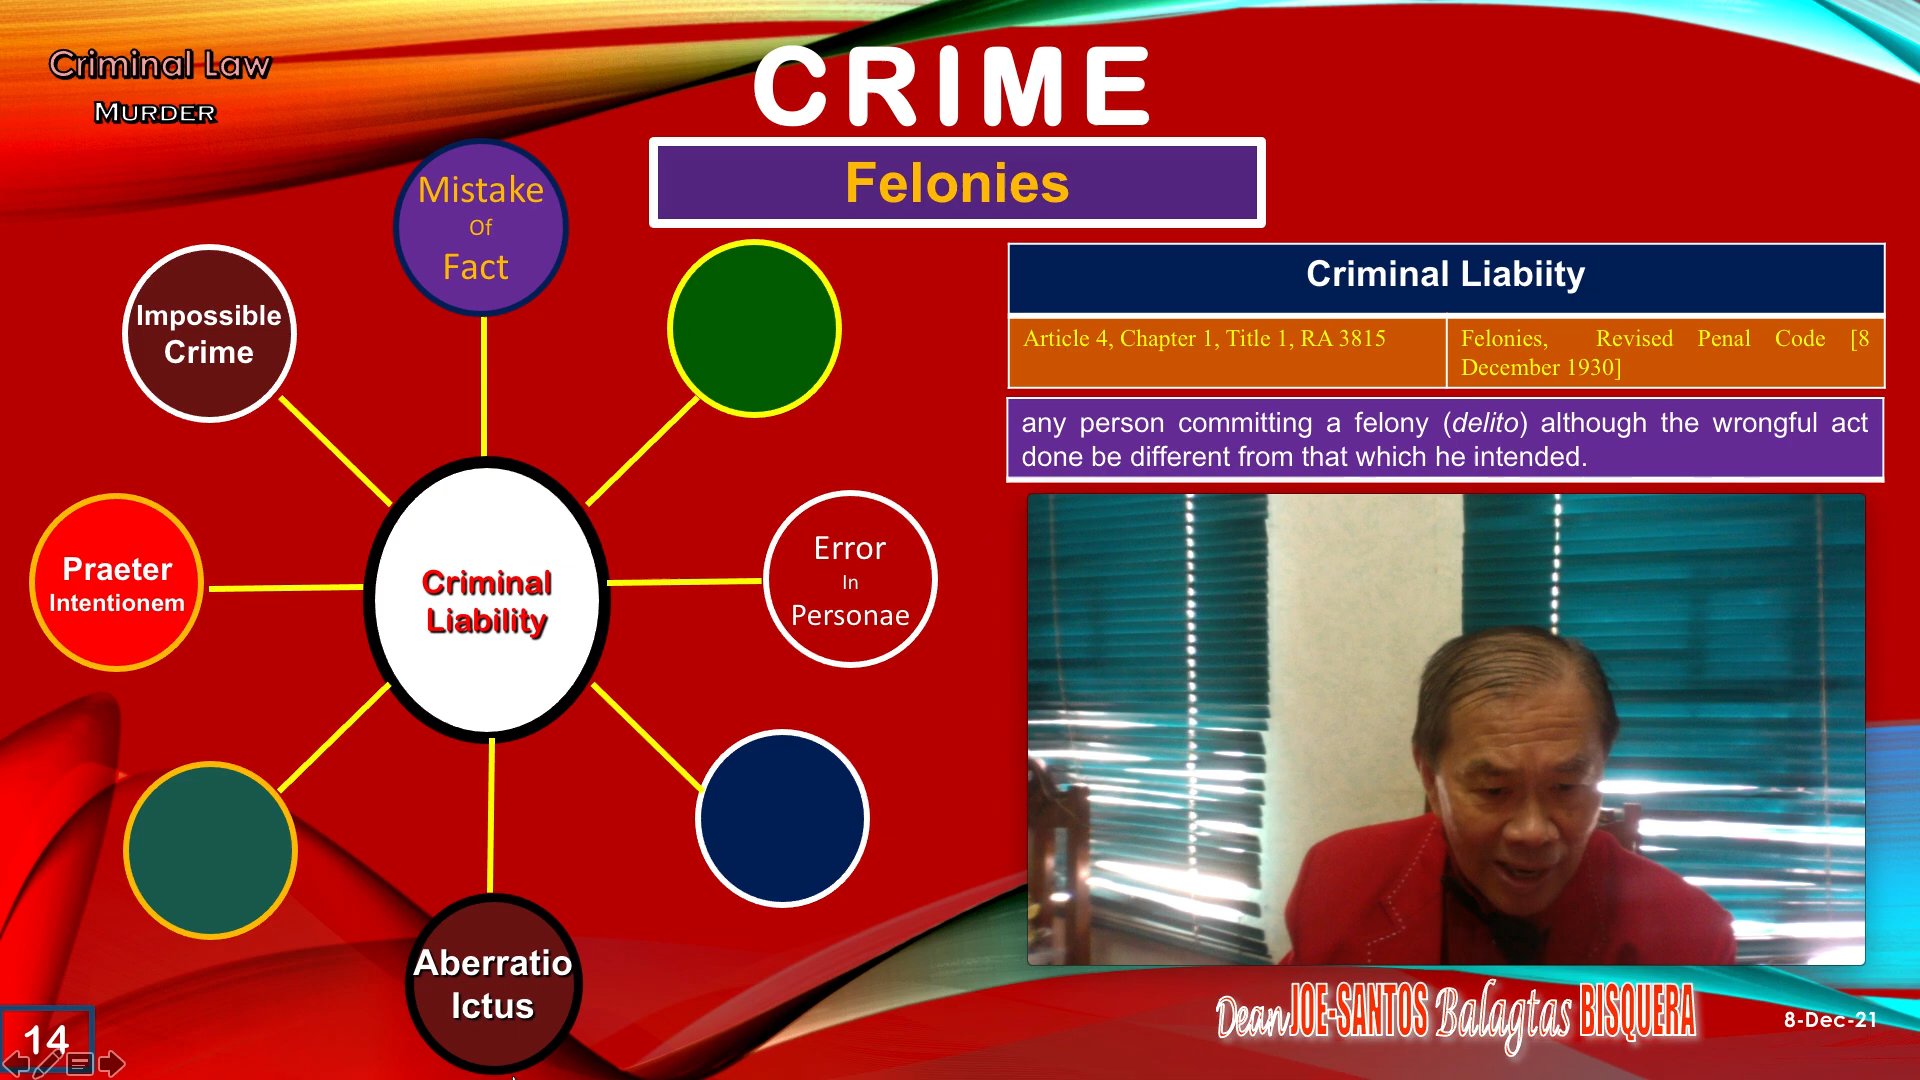 Criminal Law
MURDER
CRIME
Felonies
Mistake
Of
Fact
Impossible
Crime
Praeter
Intentionem
Criminal
Liability
Error
In
Personae
Aberratio
Ictus
Criminal Liabiity
Article 4, Chapter 1, Title 1, RA 3815
Felonies, Revised Penal Code [8
December 1930]
any person committing a felony (delito) although the wrongful act
done be different from that which he intended.
Dean JOE-SANTOS Balagtas BISQUERA
8-Dec-21
14